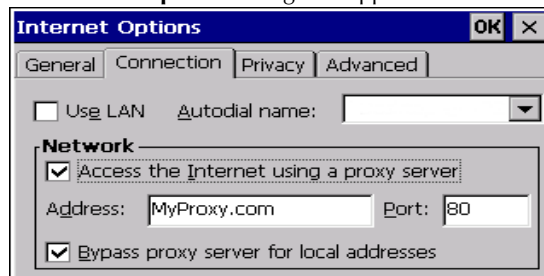 Internet Options OK ×
General Connection Privacy Advanced
Use LAN Autodial name:
Network
Access the Internet using a proxy server
Address: MyProxy.com Port: 80
Bypass proxy server for local addresses